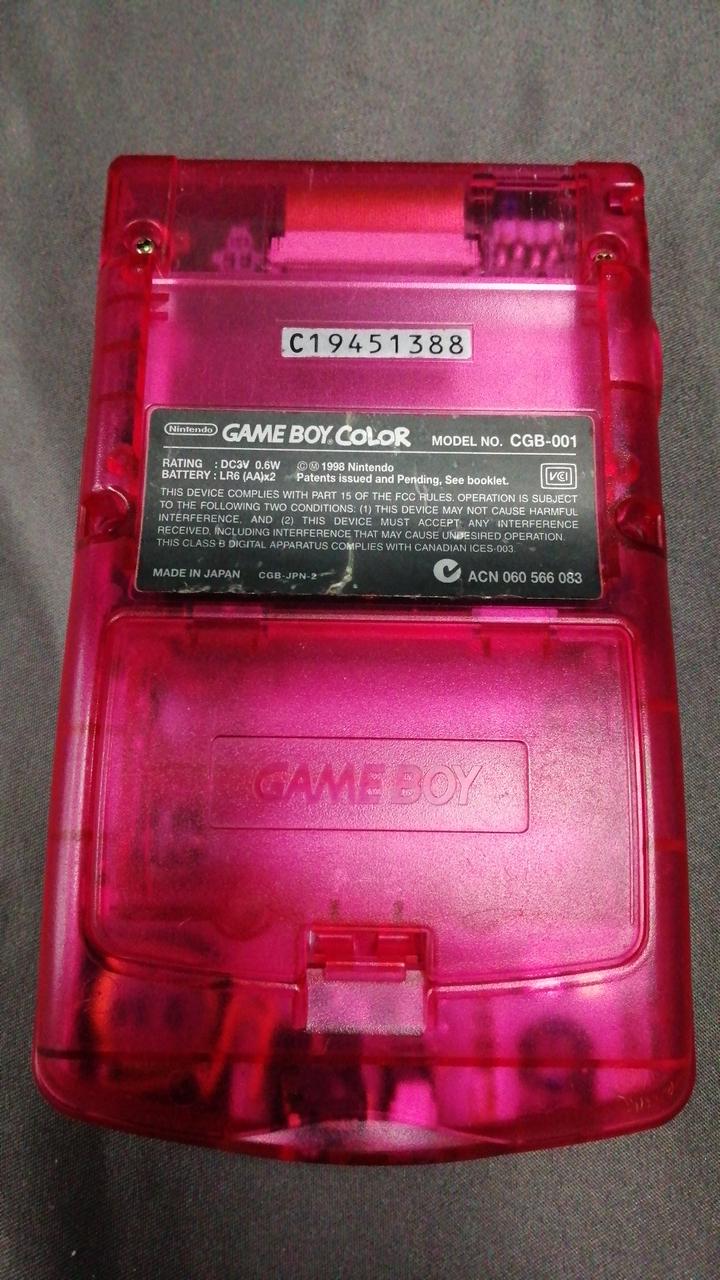 C19451388
Nintendo GAME BOY COLOR MODEL NO. CGB-001
RATING : DC3V 0.6W ©Ⓜ 1998 Nintendo
BATTERY : LR6 (AA)x2 Patents issued and Pending, See booklet.
VCI
THIS DEVICE COMPLIES WITH PART 15 OF THE FCC RULES. OPERATION IS SUBJECT
TO THE FOLLOWING TWO CONDITIONS: (1) THIS DEVICE MAY NOT CAUSE HARMFUL
INTERFERENCE, AND (2) THIS DEVICE MUST ACCEPT ANY INTERFERENCE
RECEIVED, INCLUDING INTERFERENCE THAT MAY CAUSE UNDESIRED OPERATION.
THIS CLASS B DIGITAL APPARATUS COMPLIES WITH CANADIAN ICES-003.
MADE IN JAPAN CGB-JPN-2 ACN 060 566 083
GAME BOY